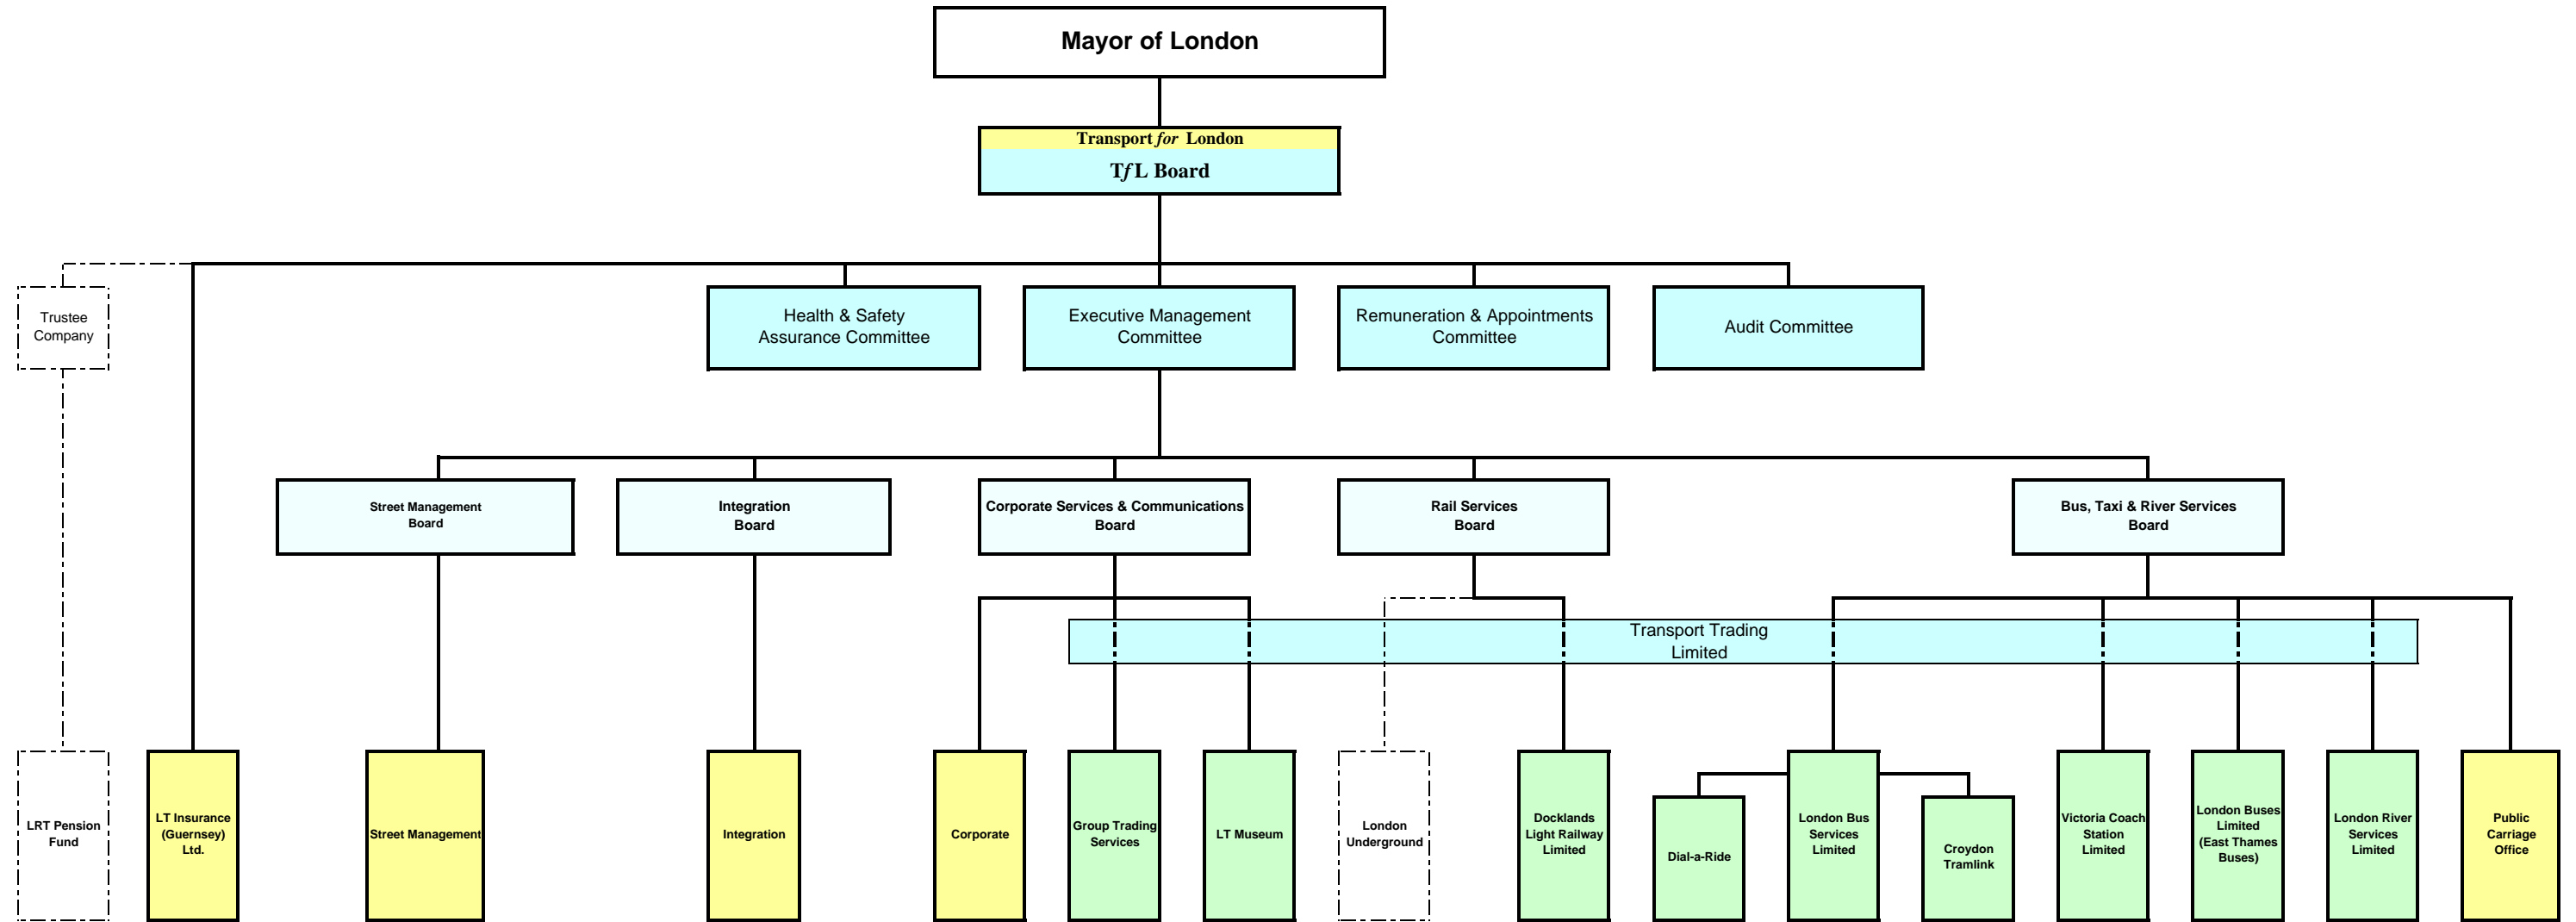 Mayor of London
Transport for London
TfL Board
Trustee
Company
Health & Safety
Assurance Committee
Executive Management
Committee
Remuneration & Appointments
Committee
Audit Committee
Street Management
Board
Integration
Board
Corporate Services & Communications
Board
Rail Services
Board
Bus, Taxi & River Services
Board
Transport Trading
Limited
LRT Pension
Fund
LT Insurance
(Guernsey)
Ltd.
Street Management
Integration
Corporate
Group Trading
Services
LT Museum
London
Underground
Docklands
Light Railway
Limited
Dial-a-Ride
London Bus
Services
Limited
Croydon
Tramlink
Victoria Coach
Station
Limited
London Buses
Limited
(East Thames
Buses)
London River
Services
Limited
Public
Carriage
Office